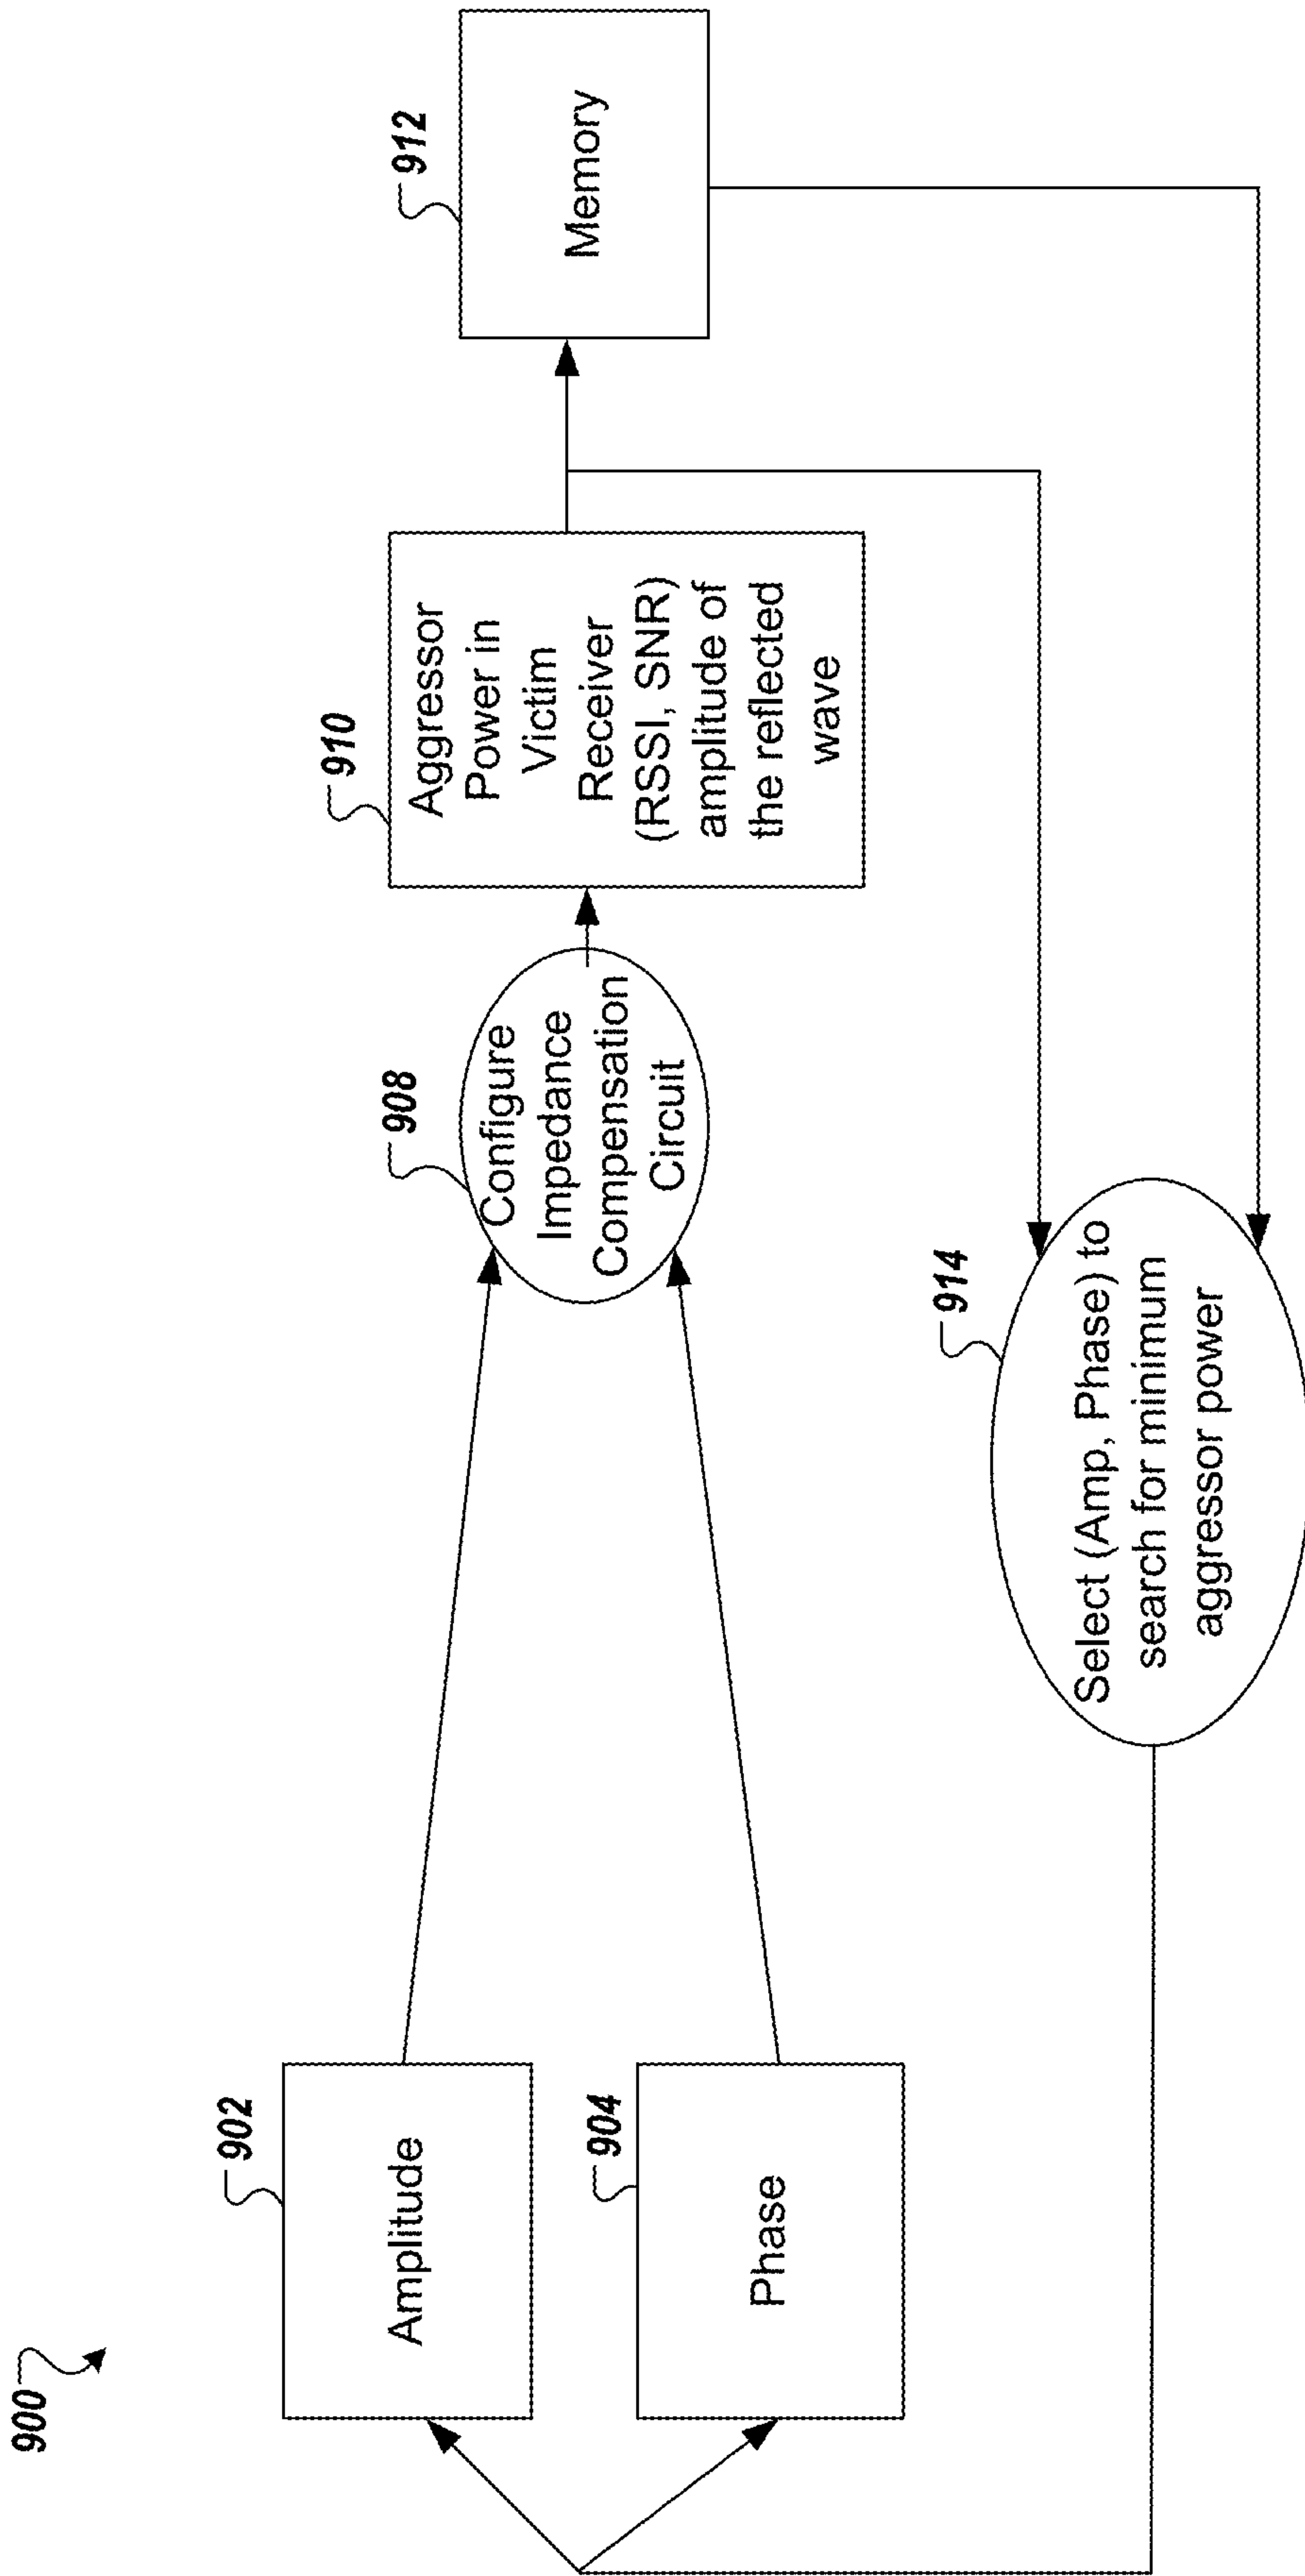 900
902
Amplitude
904
Phase
908
Configure
Impedance
Compensation
Circuit
910
Aggressor
Power in
Victim
Receiver
(RSSI, SNR)
amplitude of
the reflected
wave
912
Memory
914
Select (Amp, Phase) to
search for minimum
aggressor power